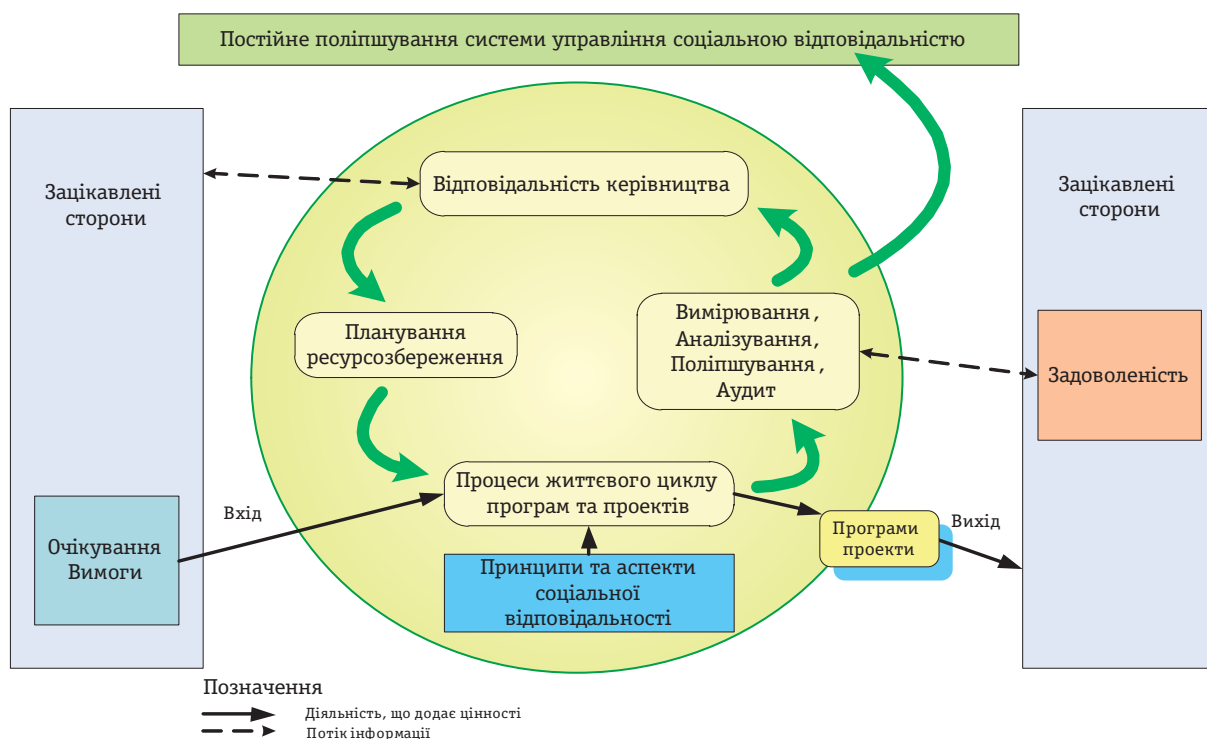 Постійне поліпшування системи управління соціальною відповідальністю
Зацікавлені
сторони
Відповідальність керівництва
Зацікавлені
сторони
Планування
ресурсозбереження
Вимірювання,
Аналізування,
Поліпшування,
Аудит
Задоволеність
Процеси життєвого циклу
програм та проектів
Вхід
Очікування
Вимоги
Програми
проекти
Вихід
Принципи та аспекти
соціальної
відповідальності
Позначення
Діяльність, що додає цінності
Потік інформації